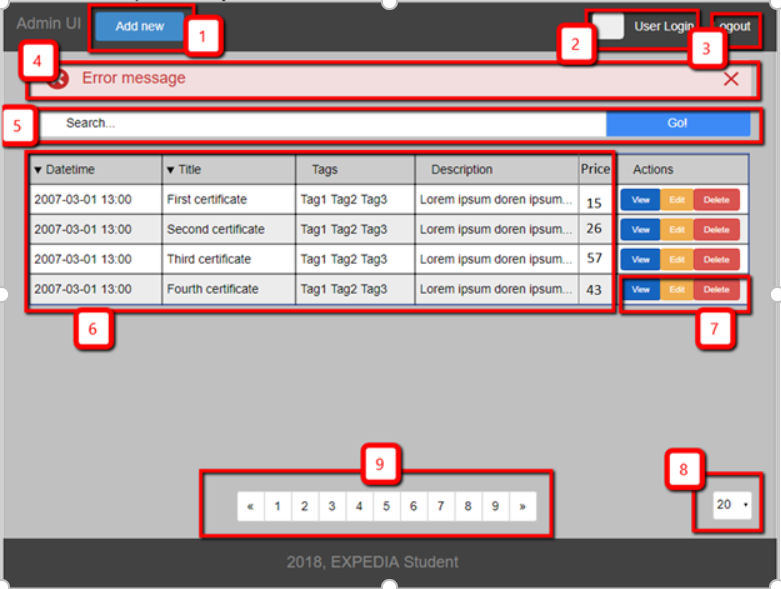 Admin UI Add new 1 2 User Login 3 ogout
4 Error message
5 Search... Go!
Datetime Title Tags Description Price Actions
2007-03-01 13:00 First certificate Tag1 Tag2 Tag3 Lorem ipsum doren ipsum... 15 View Edit Delete
2007-03-01 13:00 Second certificate Tag1 Tag2 Tag3 Lorem ipsum doren ipsum... 26 View Edit Delete
2007-03-01 13:00 Third certificate Tag1 Tag2 Tag3 Lorem ipsum doren ipsum... 57 View Edit Delete
2007-03-01 13:00 Fourth certificate Tag1 Tag2 Tag3 Lorem ipsum doren ipsum... 43 View Edit Delete
6 7
9 8
« 1 2 3 4 5 6 7 8 9 » 20
2018, EXPEDIA Student